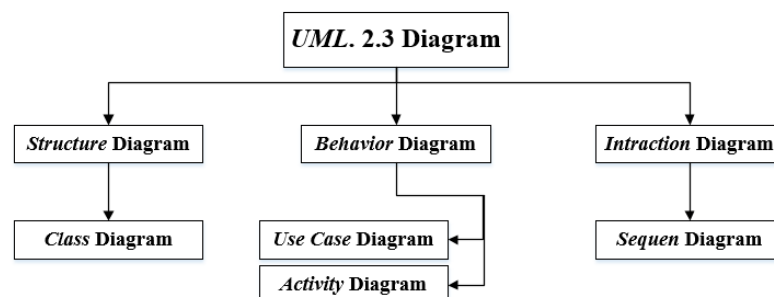 UML. 2.3 Diagram
Structure Diagram
Behavior Diagram
Intraction Diagram
Class Diagram
Use Case Diagram
Sequen Diagram
Activity Diagram